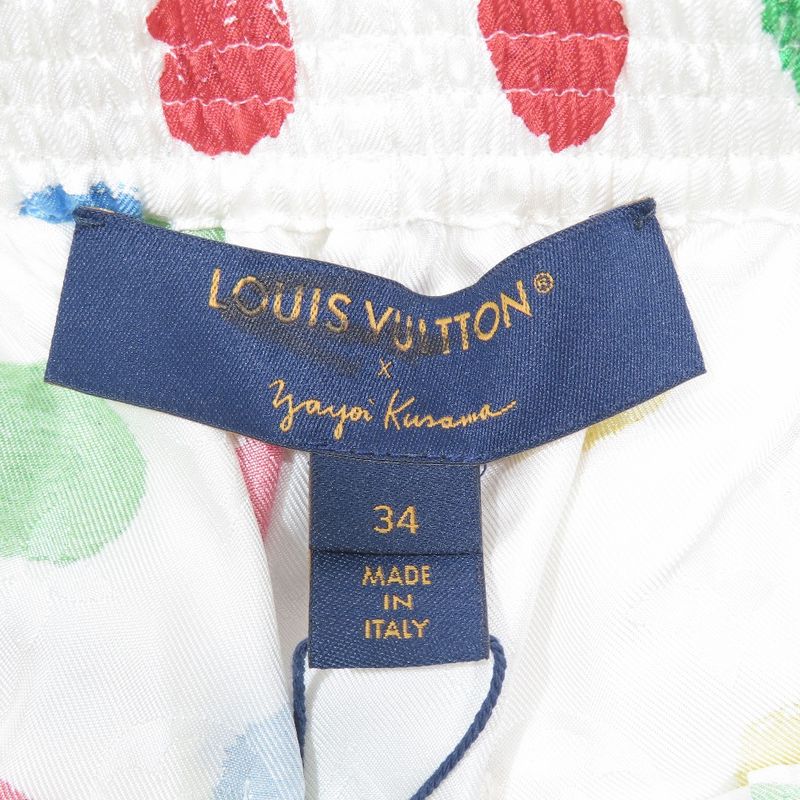 LOUIS VUITTON®
x
Yayoi Kusama
34
MADE
IN
ITALY